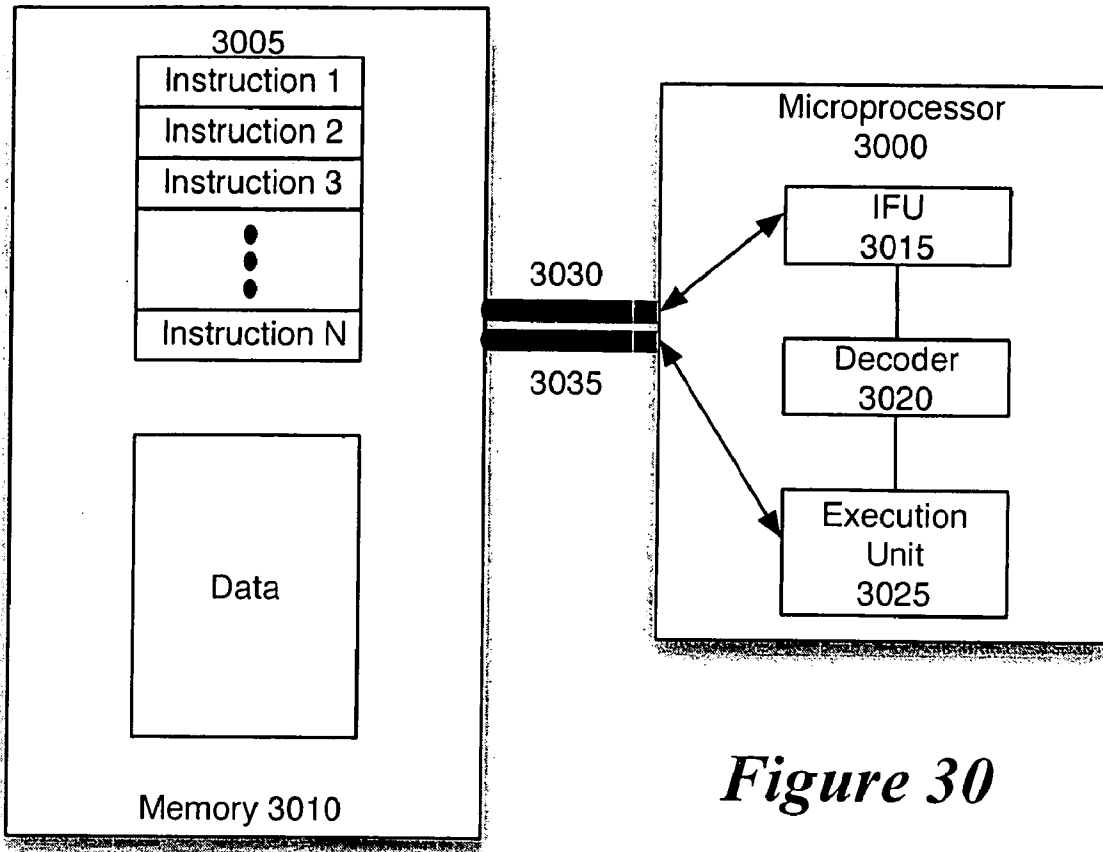 3005
Instruction 1
Instruction 2
Instruction 3
Instruction N
Data
Memory 3010
3030
3035
Microprocessor
3000
IFU
3015
Decoder
3020
Execution
Unit
3025
Figure 30